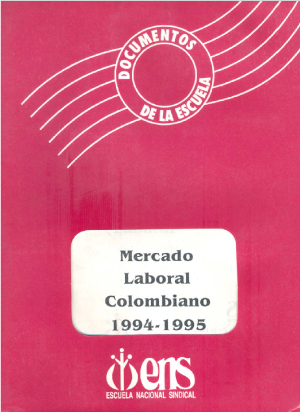 DOCUMENTOS
DE LA ESCUELA
Mercado
Laboral
Colombiano
1994-1995
ens
ESCUELA NACIONAL SINDICAL